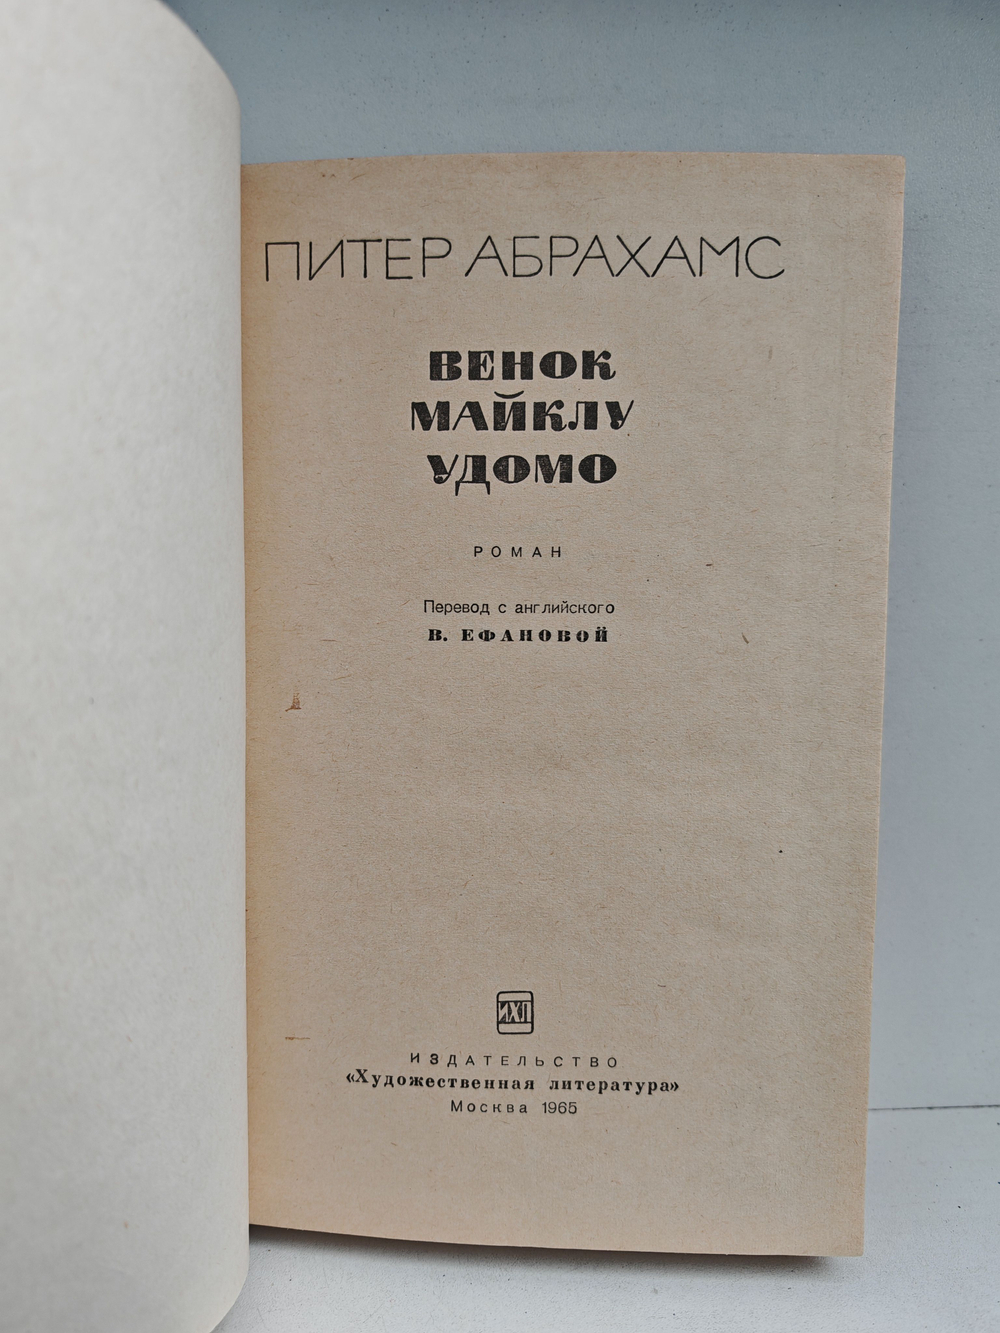 ПИТЕР АБРАХАМС
ВЕНОК
МАЙКЛУ
УДОМО
РОМАН
Перевод с английского
В. ЕФАНОВОЙ
ИХЛ
ИЗДАТЕЛЬСТВО
«Художественная литература»
Москва 1965